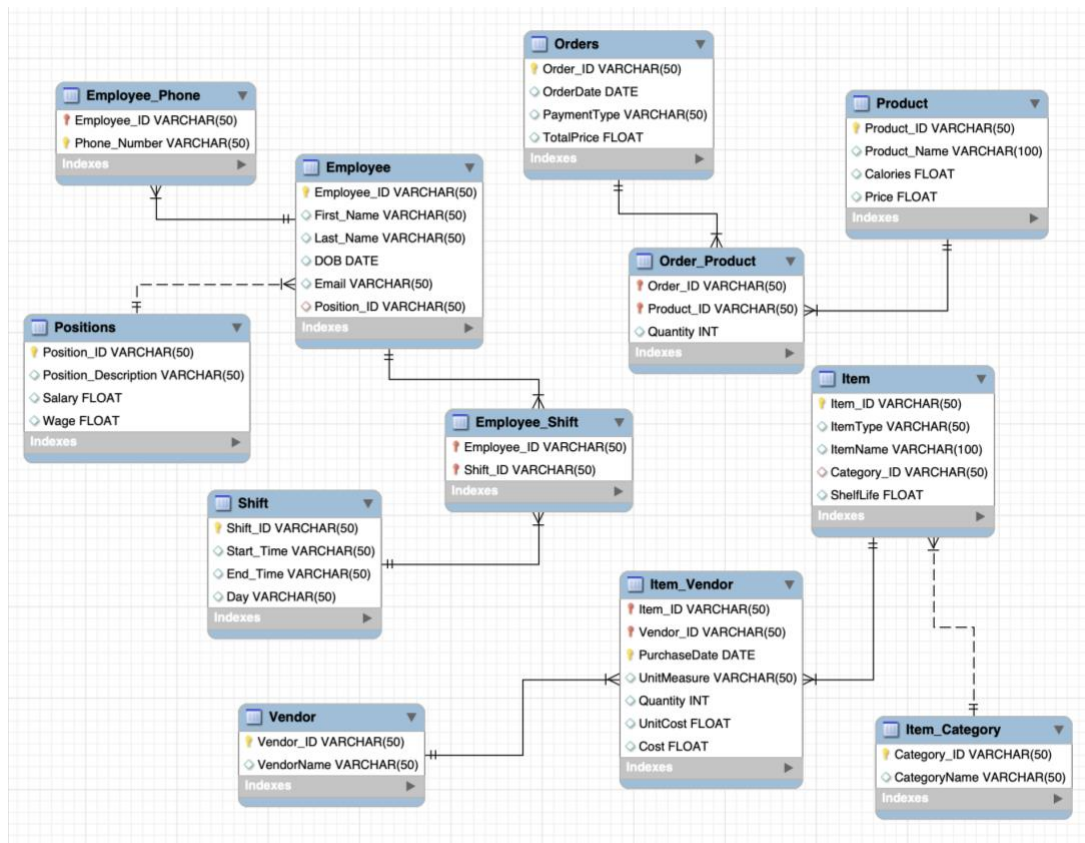 Orders
Order_ID VARCHAR(50)
OrderDate DATE
PaymentType VARCHAR(50)
TotalPrice FLOAT
Indexes
Employee_Phone
Employee_ID VARCHAR(50)
Phone_Number VARCHAR(50)
Indexes
Product
Product_ID VARCHAR(50)
Product_Name VARCHAR(100)
Calories FLOAT
Price FLOAT
Indexes
Employee
Employee_ID VARCHAR(50)
First_Name VARCHAR(50)
Last_Name VARCHAR(50)
DOB DATE
Email VARCHAR(50)
Position_ID VARCHAR(50)
Indexes
Order_Product
Order_ID VARCHAR(50)
Product_ID VARCHAR(50)
Quantity INT
Indexes
Positions
Position_ID VARCHAR(50)
Position_Description VARCHAR(50)
Salary FLOAT
Wage FLOAT
Indexes
Item
Item_ID VARCHAR(50)
ItemType VARCHAR(50)
ItemName VARCHAR(100)
Category_ID VARCHAR(50)
ShelfLife FLOAT
Indexes
Employee_Shift
Employee_ID VARCHAR(50)
Shift_ID VARCHAR(50)
Indexes
Shift
Shift_ID VARCHAR(50)
Start_Time VARCHAR(50)
End_Time VARCHAR(50)
Day VARCHAR(50)
Indexes
Item_Vendor
Item_ID VARCHAR(50)
Vendor_ID VARCHAR(50)
PurchaseDate DATE
UnitMeasure VARCHAR(50)
Quantity INT
UnitCost FLOAT
Cost FLOAT
Indexes
Vendor
Vendor_ID VARCHAR(50)
VendorName VARCHAR(50)
Indexes
Item_Category
Category_ID VARCHAR(50)
CategoryName VARCHAR(50)
Indexes